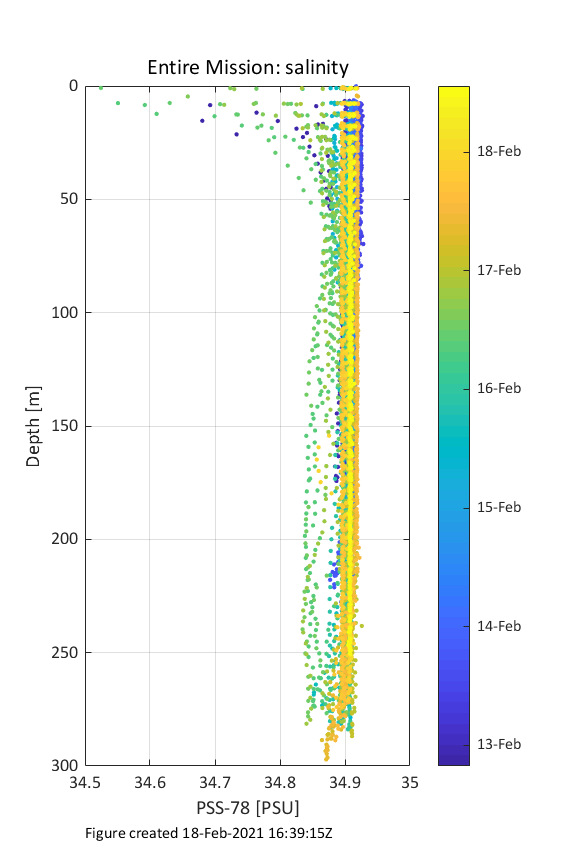 Entire Mission: salinity
0
50
100
150
200
250
300
Depth [m]
34.5 34.6 34.7 34.8 34.9 35
PSS-78 [PSU]
18-Feb
17-Feb
16-Feb
15-Feb
14-Feb
13-Feb
Figure created 18-Feb-2021 16:39:15Z